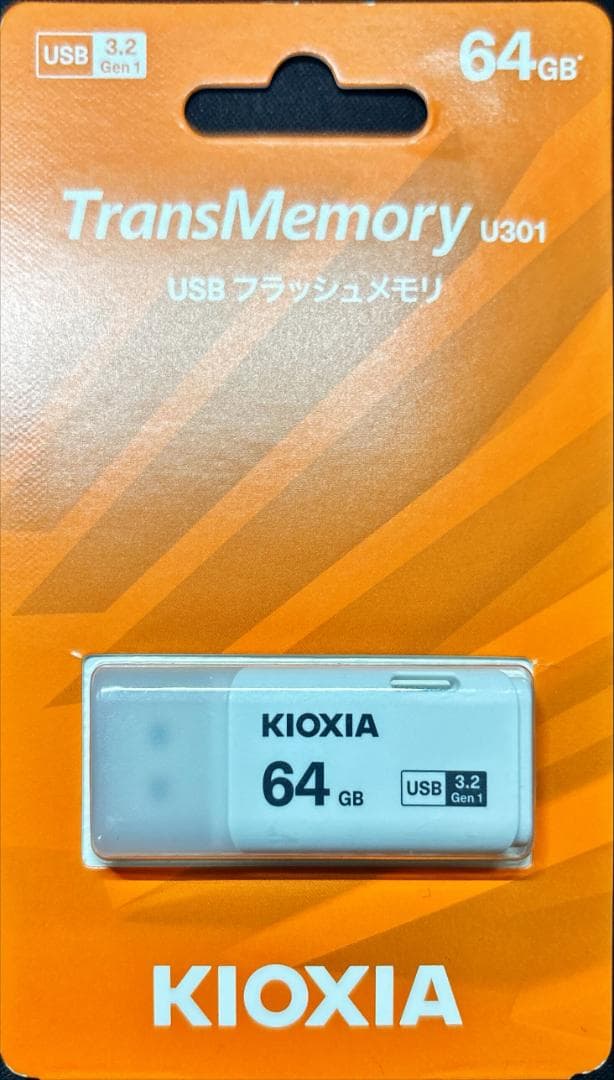 USB 3.2 Gen 1
64GB*
TransMemory U301
USB フラッシュメモリ
KIOXIA
64 GB
USB 3.2 Gen 1
KIOXIA